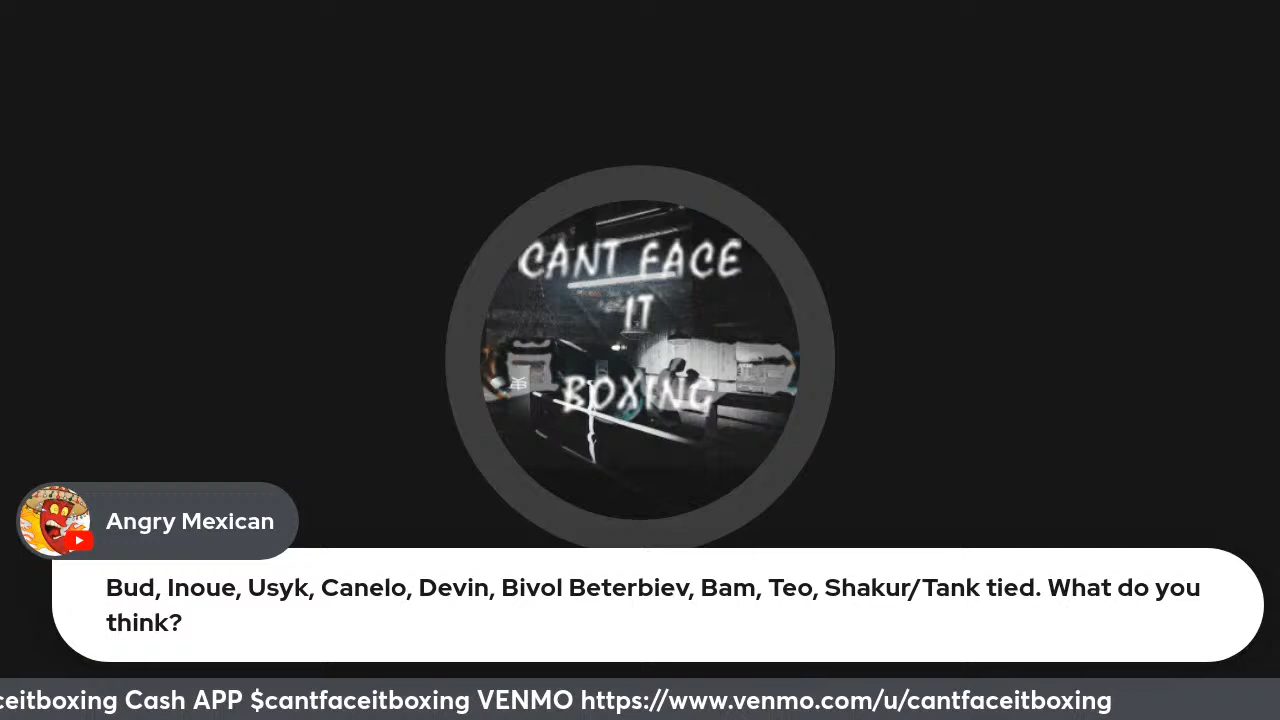 CANT FACE
IT
BOXING
Angry Mexican
Bud, Inoue, Usyk, Canelo, Devin, Bivol Beterbiev, Bam, Teo, Shakur/Tank tied. What do you
think?
ceitboxing Cash APP $cantfaceitboxing VENMO https://www.venmo.com/u/cantfaceitboxing